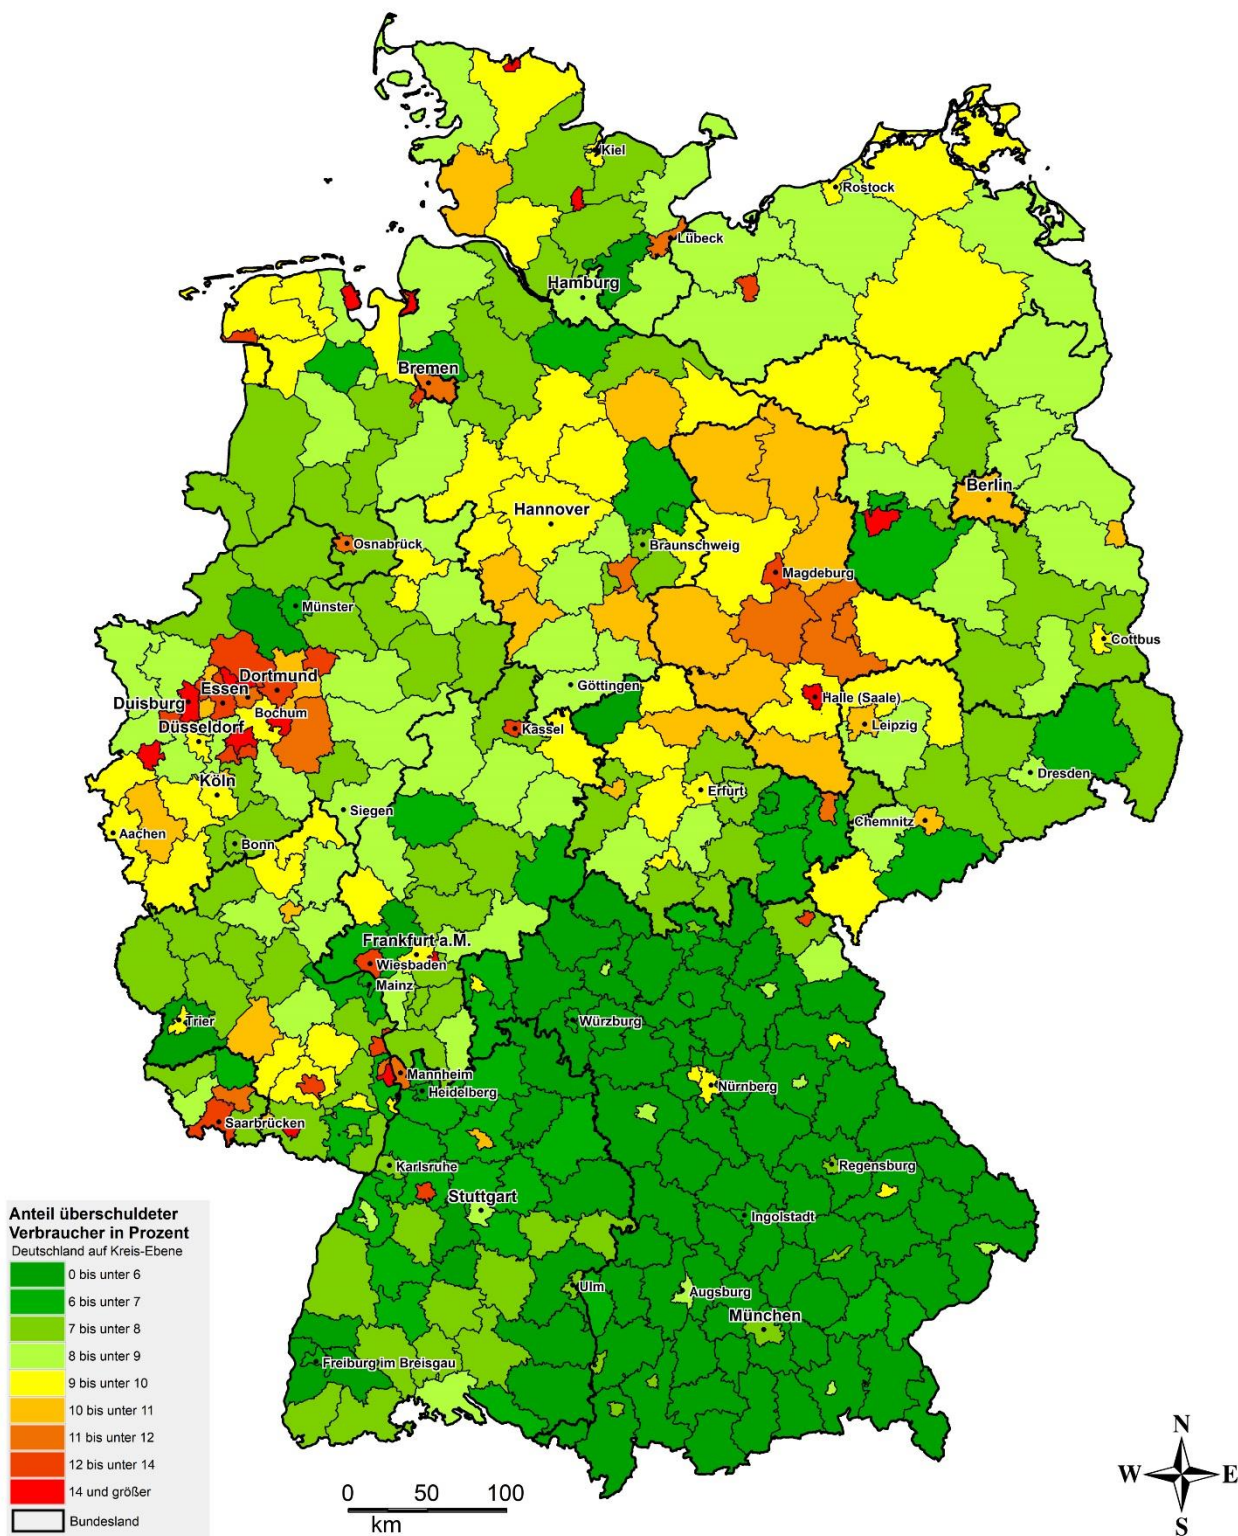 Kiel
Rostock
Lübeck
Hamburg
Bremen
Berlin
Hannover
Osnabrück
Braunschweig
Magdeburg
Münster
Cottbus
Dortmund
Essen
Duisburg
Bochum
Göttingen
Halle (Saale)
Düsseldorf
Kassel
Leipzig
Dresden
Köln
Erfurt
Siegen
Chemnitz
Aachen
Bonn
Frankfurt a.M.
Wiesbaden
Mainz
Trier
Würzburg
Mannheim
Nürnberg
Heidelberg
Saarbrücken
Karlsruhe
Regensburg
Stuttgart
Ingolstadt
Ulm
Augsburg
München
Freiburg im Breisgau
Anteil überschuldeter
Verbraucher in Prozent
Deutschland auf Kreis-Ebene
0 bis unter 6
6 bis unter 7
7 bis unter 8
8 bis unter 9
9 bis unter 10
10 bis unter 11
11 bis unter 12
12 bis unter 14
14 und größer
Bundesland
0 50 100
km
N
W E
S